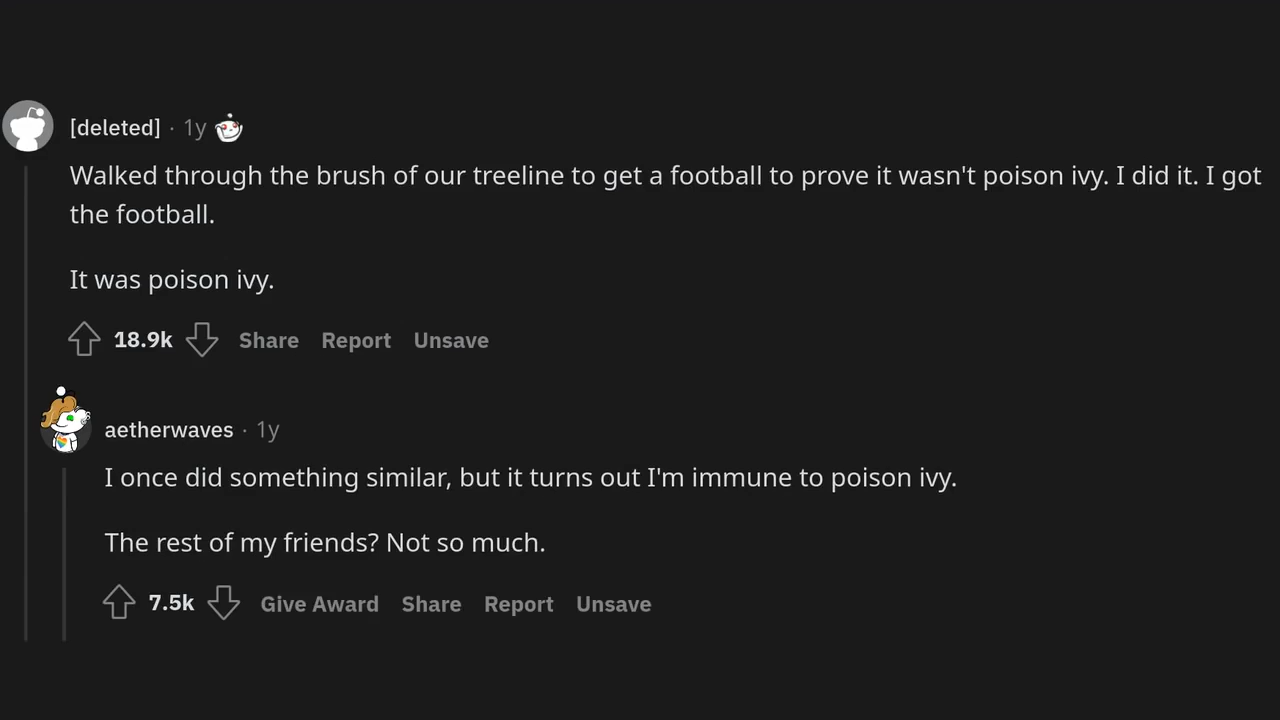 [deleted] · 1y
Walked through the brush of our treeline to get a football to prove it wasn't poison ivy. I did it. I got
the football.
It was poison ivy.
18.9k Share Report Unsave
aetherwaves · 1y
I once did something similar, but it turns out I'm immune to poison ivy.
The rest of my friends? Not so much.
7.5k Give Award Share Report Unsave